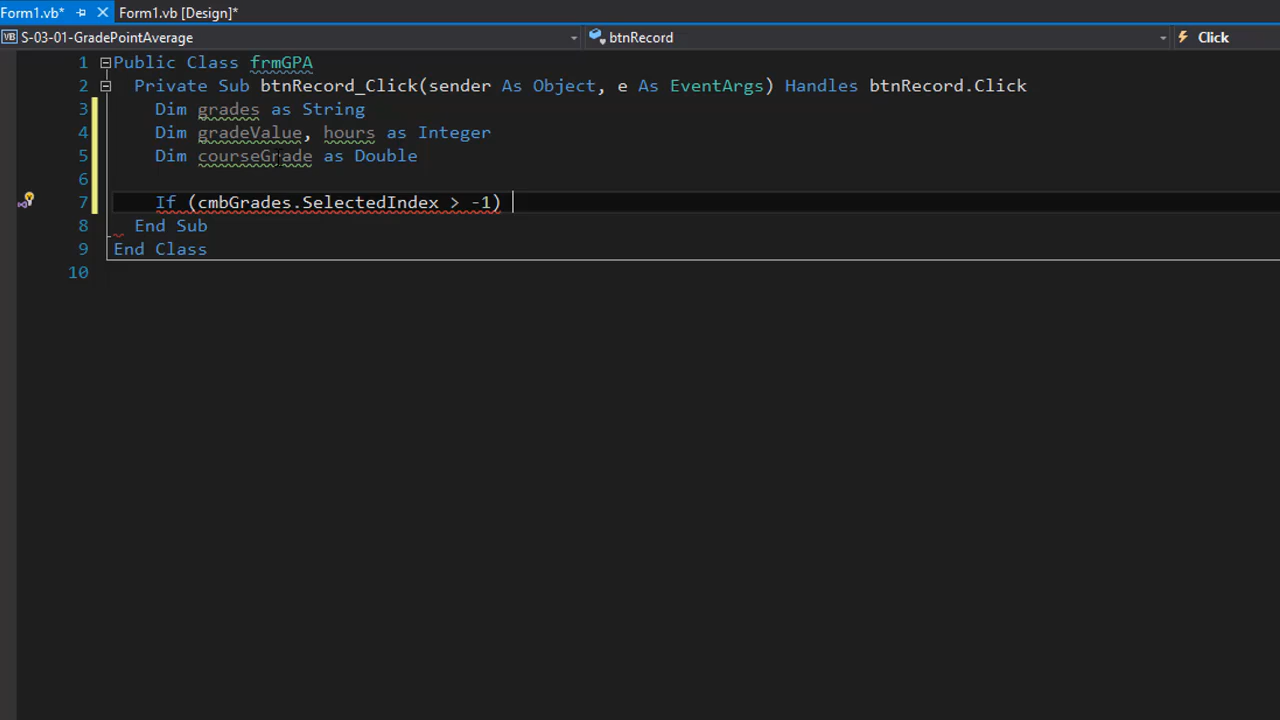 Form1.vb* Form1.vb [Design]*
VB S-03-01-GradePointAverage btnRecord Click
1 Public Class frmGPA
2 Private Sub btnRecord_Click(sender As Object, e As EventArgs) Handles btnRecord.Click
3 Dim grades as String
4 Dim gradeValue, hours as Integer
5 Dim courseGrade as Double
6
7 If (cmbGrades.SelectedIndex > -1)
8 End Sub
9 End Class
10